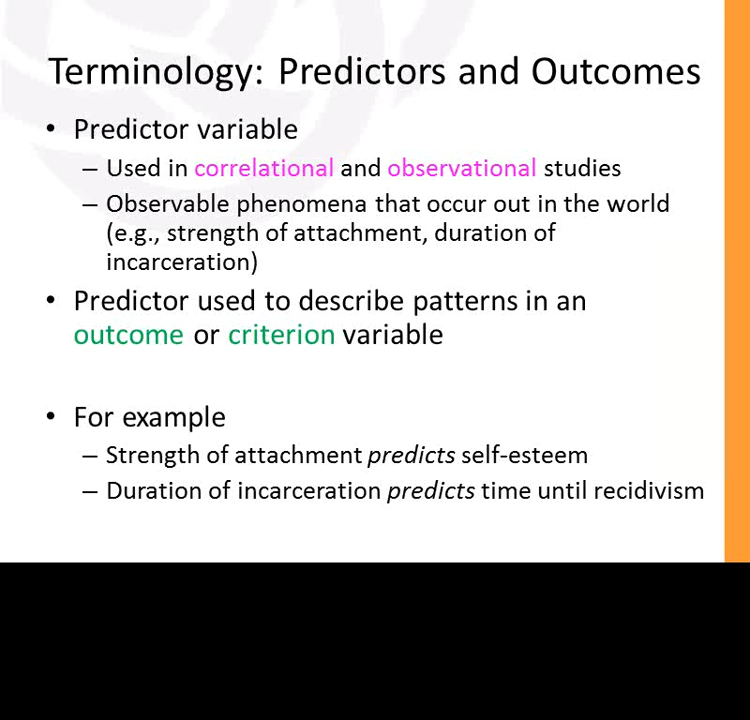 Terminology: Predictors and Outcomes
• Predictor variable
– Used in correlational and observational studies
– Observable phenomena that occur out in the world
(e.g., strength of attachment, duration of
incarceration)
• Predictor used to describe patterns in an
outcome or criterion variable
• For example
– Strength of attachment predicts self-esteem
– Duration of incarceration predicts time until recidivism